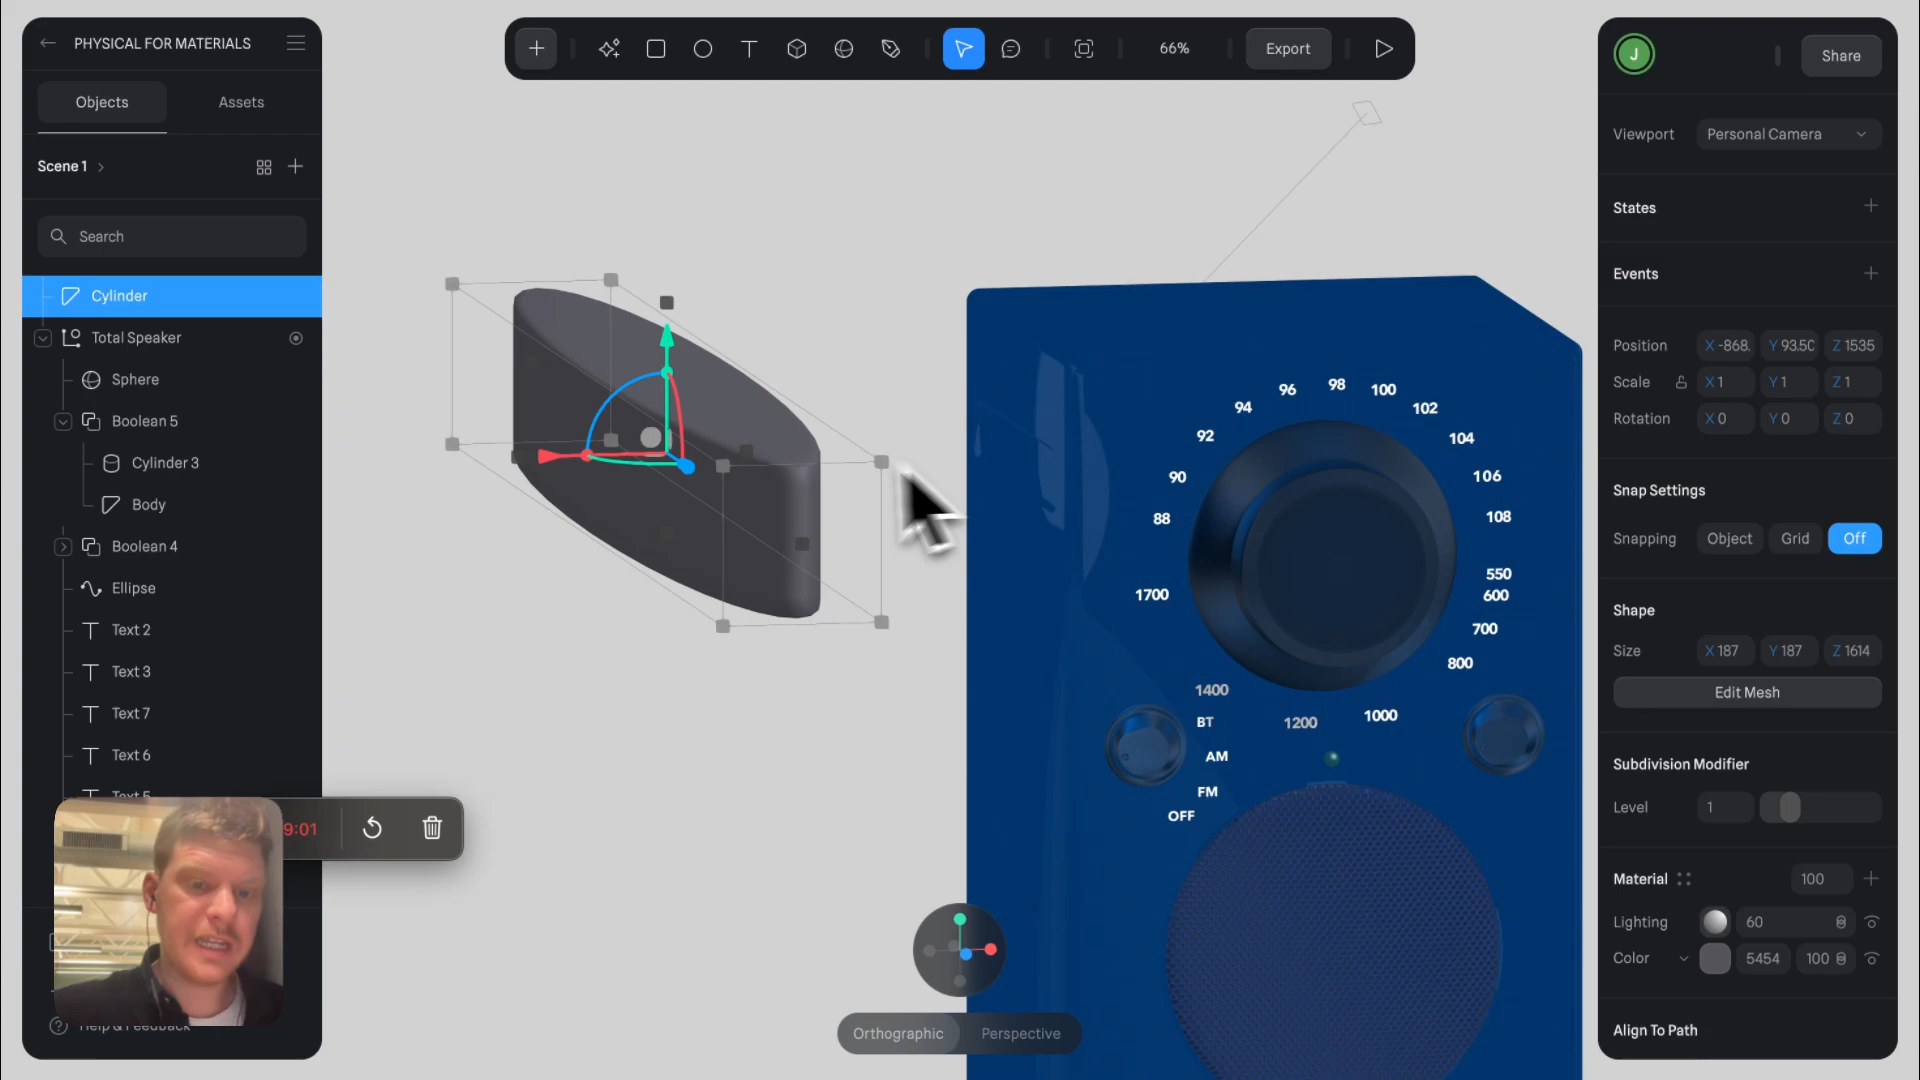 PHYSICAL FOR MATERIALS
Objects
Assets
Scene 1
Search
Cylinder
Total Speaker
Sphere
Boolean 5
Cylinder 3
Body
Boolean 4
Ellipse
Text 2
Text 3
Text 7
Text 6
9:01
Help & Feedback
66%
Export
96 98 100
94 102
92 104
90 106
88 108
550
1700 600
700
800
1400
BT 1200 1000
AM
FM
OFF
Orthographic
Perspective
J
Share
Viewport Personal Camera
States
Events
Position X -868. Y 93.50 Z 1535
Scale X 1 Y 1 Z 1
Rotation X 0 Y 0 Z 0
Snap Settings
Snapping Object Grid Off
Shape
Size X 187 Y 187 Z 1614
Edit Mesh
Subdivision Modifier
Level 1
Material 100
Lighting 60
Color 5454 100
Align To Path